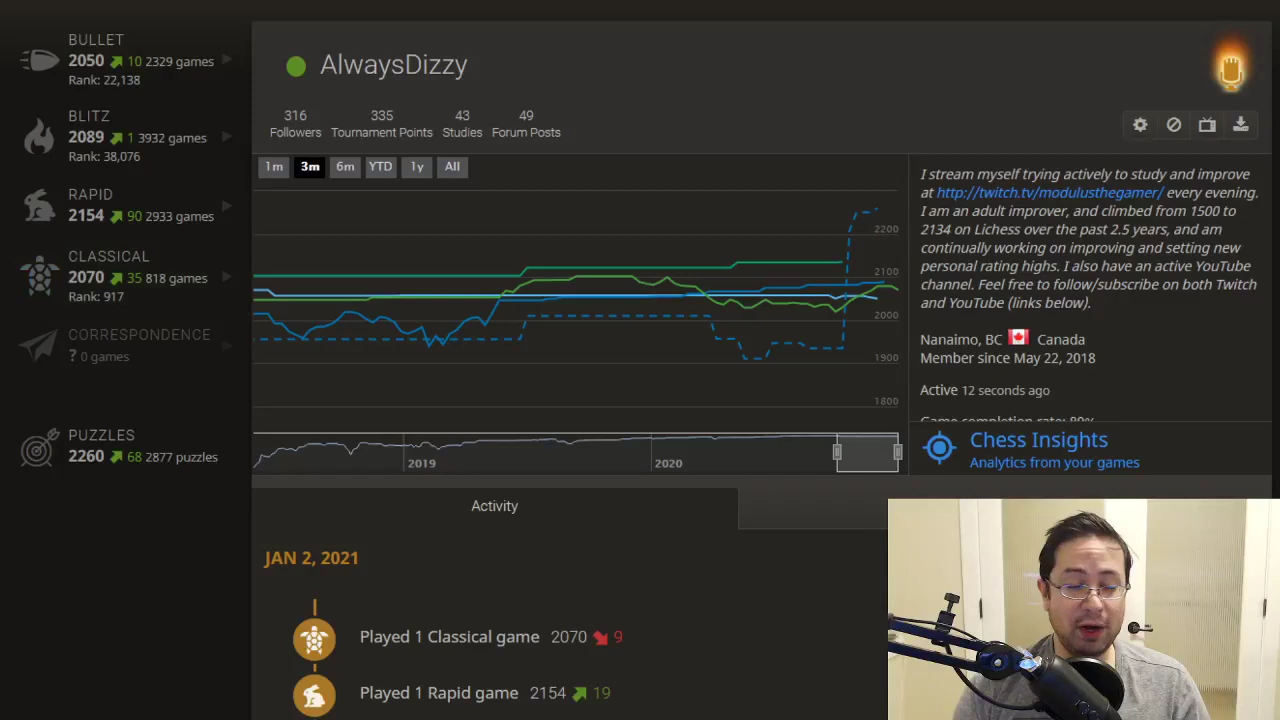 BULLET
2050 10 2329 games
Rank: 22,138
BLITZ
2089 1 3932 games
Rank: 38,076
RAPID
2154 90 2933 games
CLASSICAL
2070 35 818 games
Rank: 917
CORRESPONDENCE
? 0 games
PUZZLES
2260 68 2877 puzzles
AlwaysDizzy
316 335 43 49
Followers Tournament Points Studies Forum Posts
1m 3m 6m YTD 1y All
2200
2100
2000
1900
1800
2019 2020
I stream myself trying actively to study and improve
at http://twitch.tv/modulusthegamer/ every evening.
I am an adult improver, and climbed from 1500 to
2134 on Lichess over the past 2.5 years, and am
continually working on improving and setting new
personal rating highs. I also have an active YouTube
channel. Feel free to follow/subscribe on both Twitch
and YouTube (links below).
Nanaimo, BC Canada
Member since May 22, 2018
Active 12 seconds ago
Game completion rate: 89%
Chess Insights
Analytics from your games
Activity
JAN 2, 2021
Played 1 Classical game 2070 9
Played 1 Rapid game 2154 19